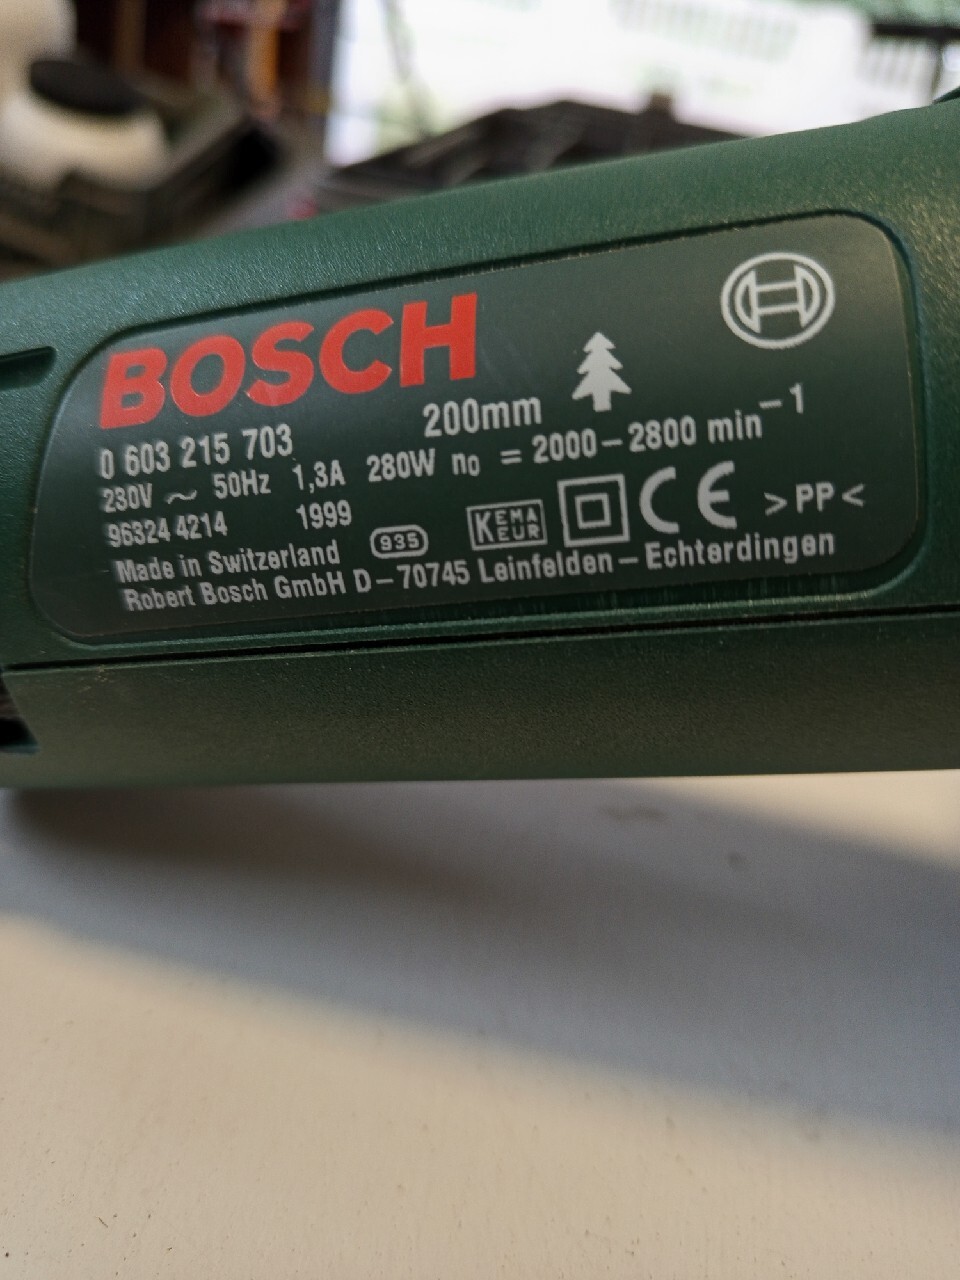 BOSCH
0 603 215 703 200mm
230V ~ 50Hz 1,3A 280W n₀ = 2000–2800 min⁻¹
96324 4214 1999
Made in Switzerland 935 KEMA EUR CE >PP<
Robert Bosch GmbH D–70745 Leinfelden–Echterdingen